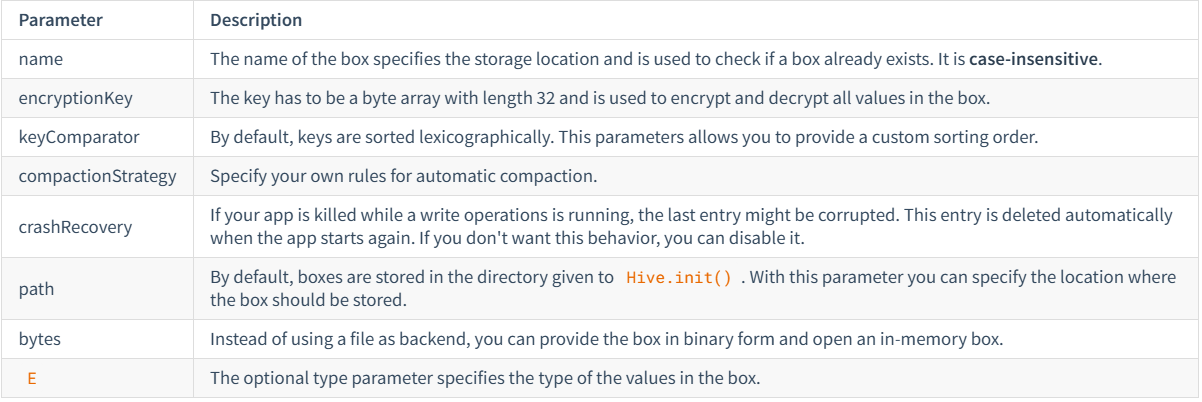 Parameter Description
name The name of the box specifies the storage location and is used to check if a box already exists. It is case-insensitive.
encryptionKey The key has to be a byte array with length 32 and is used to encrypt and decrypt all values in the box.
keyComparator By default, keys are sorted lexicographically. This parameters allows you to provide a custom sorting order.
compactionStrategy Specify your own rules for automatic compaction.
crashRecovery If your app is killed while a write operations is running, the last entry might be corrupted. This entry is deleted automatically
when the app starts again. If you don't want this behavior, you can disable it.
path By default, boxes are stored in the directory given to Hive.init() . With this parameter you can specify the location where
the box should be stored.
bytes Instead of using a file as backend, you can provide the box in binary form and open an in-memory box.
E The optional type parameter specifies the type of the values in the box.